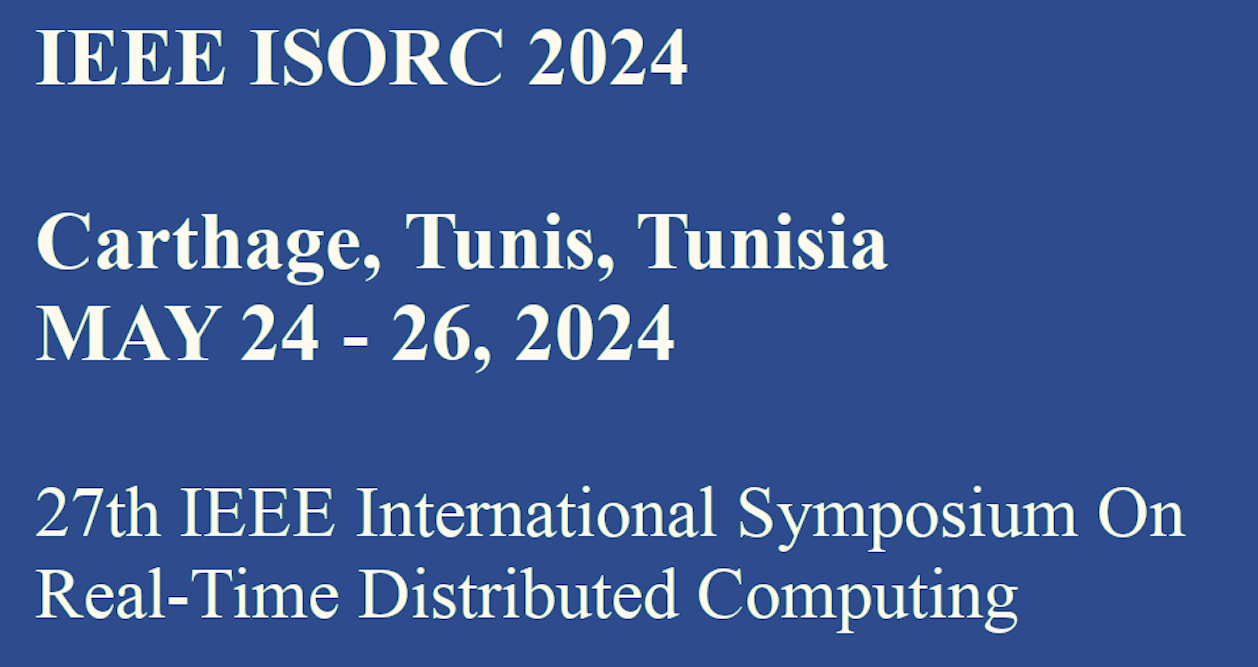 IEEE ISORC 2024
Carthage, Tunis, Tunisia
MAY 24 - 26, 2024
27th IEEE International Symposium On
Real-Time Distributed Computing